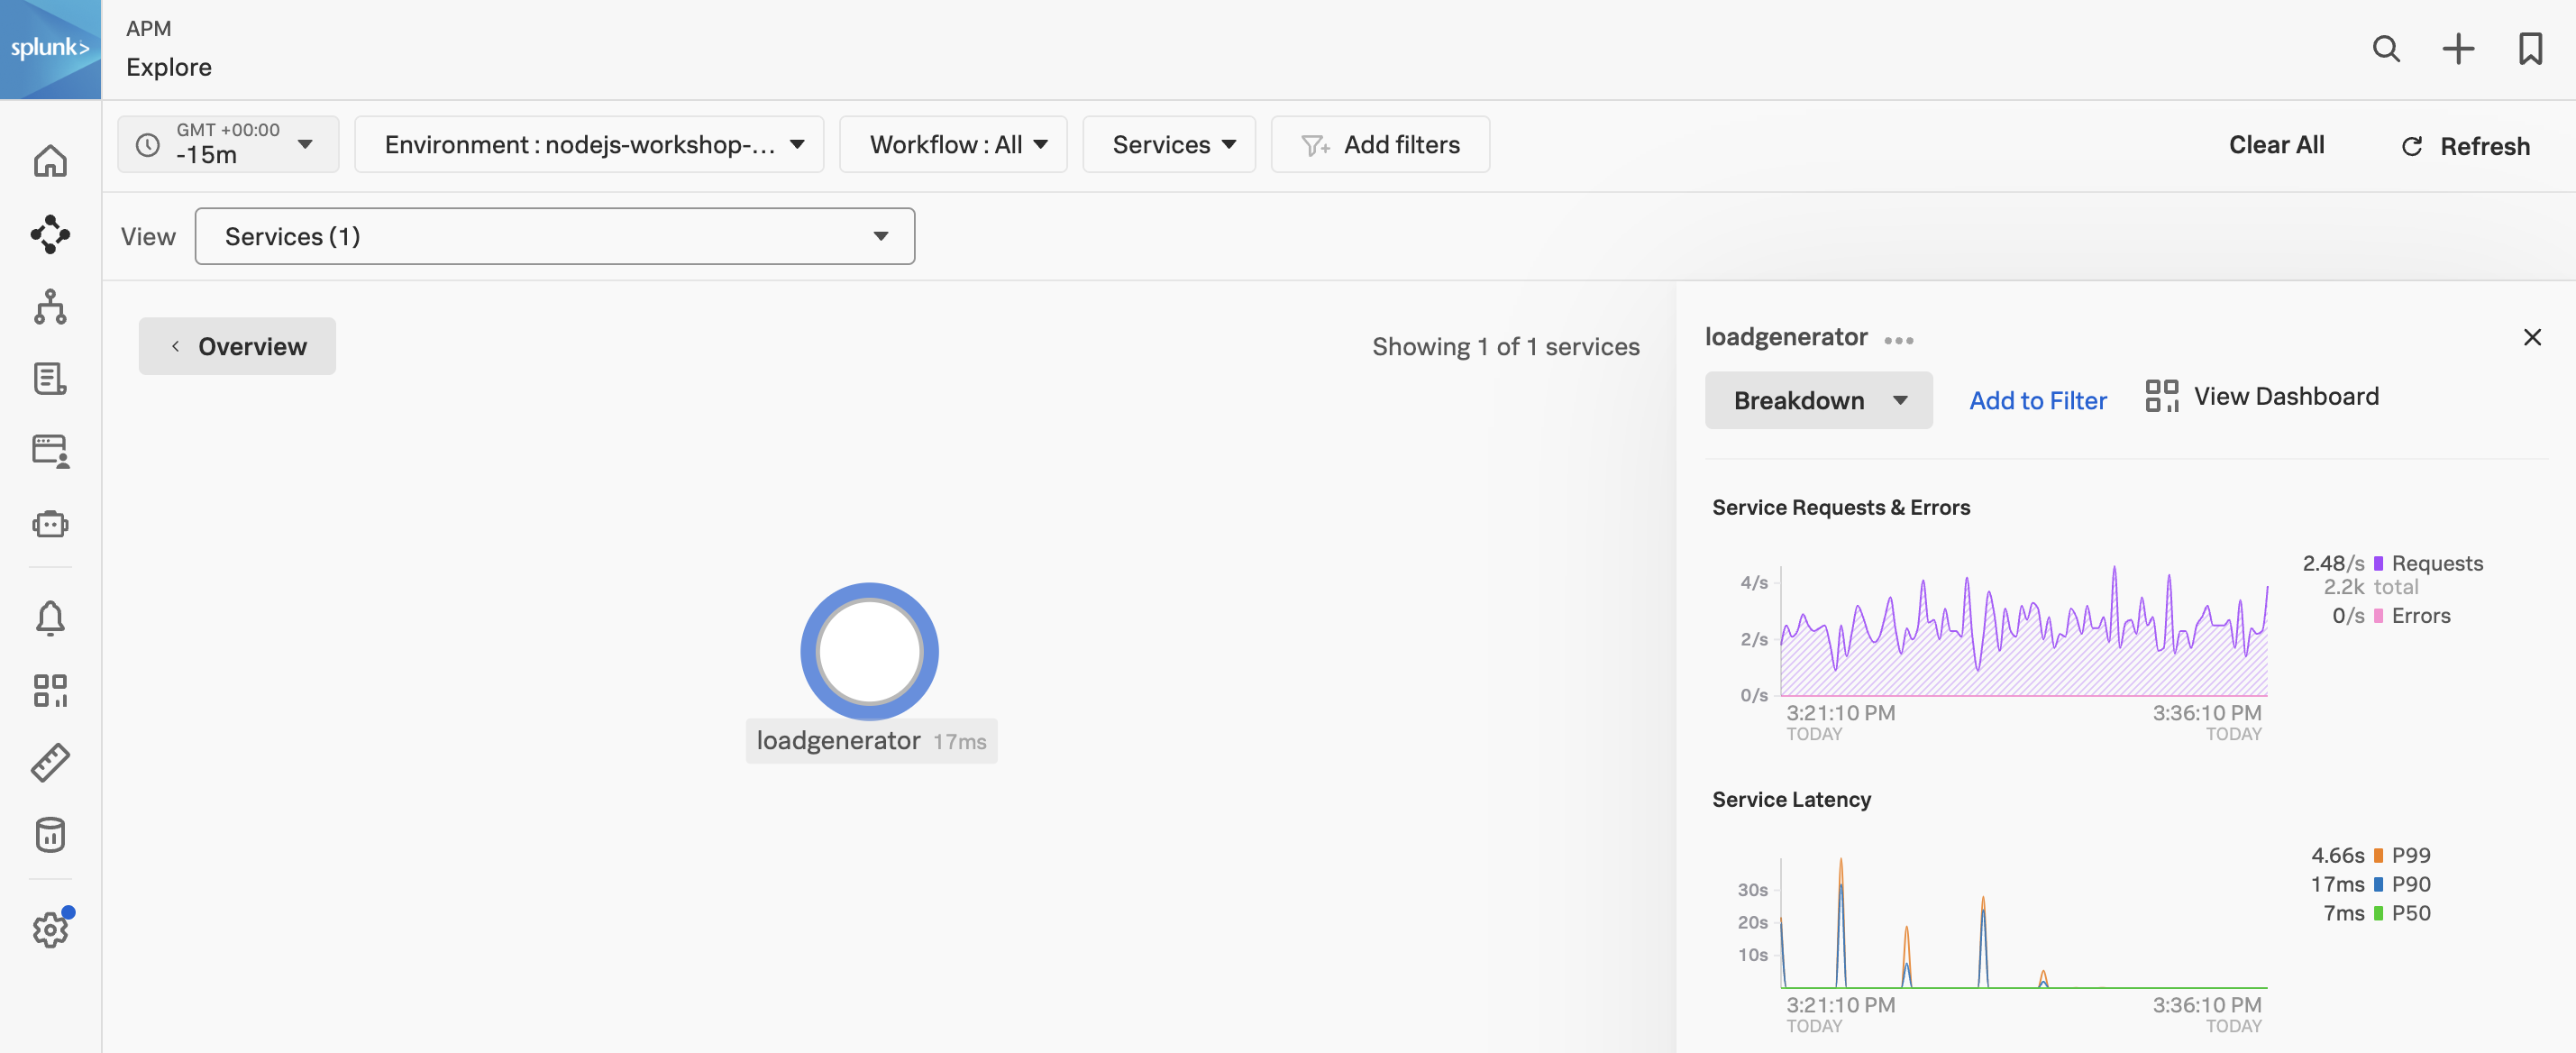 splunk>
APM
Explore
GMT +00:00
-15m
Environment : nodejs-workshop-...
Workflow : All
Services
Add filters
Clear All
Refresh
View
Services (1)
Overview
Showing 1 of 1 services
loadgenerator 17ms
loadgenerator
Breakdown
Add to Filter
View Dashboard
Service Requests & Errors
4/s
2/s
0/s
3:21:10 PM
TODAY
3:36:10 PM
TODAY
2.48/s Requests
2.2k total
0/s Errors
Service Latency
30s
20s
10s
3:21:10 PM
TODAY
3:36:10 PM
TODAY
4.66s P99
17ms P90
7ms P50